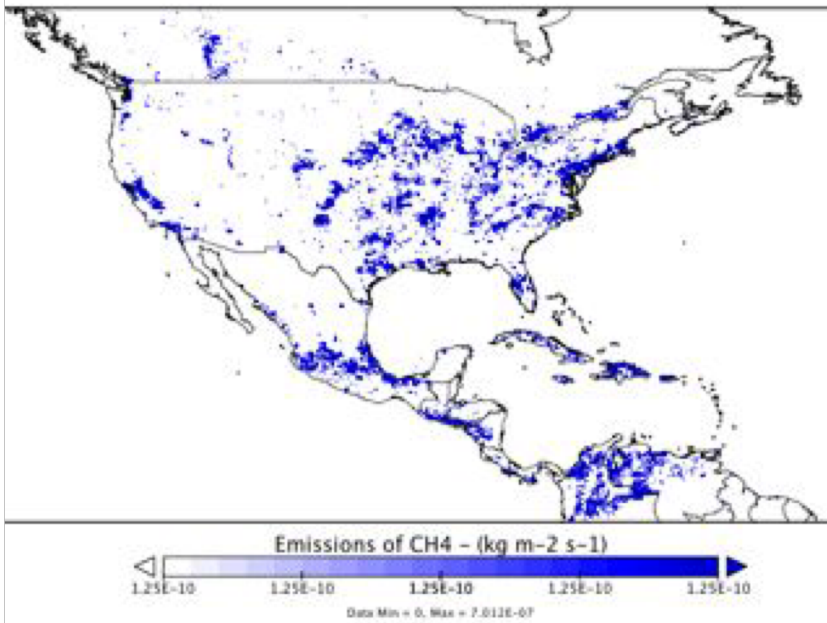 Emissions of CH4 – (kg m-2 s-1)
1.25E-10 1.25E-10 1.25E-10 1.25E-10 1.25E-10
Data Min = 0, Max = 7.012E-07